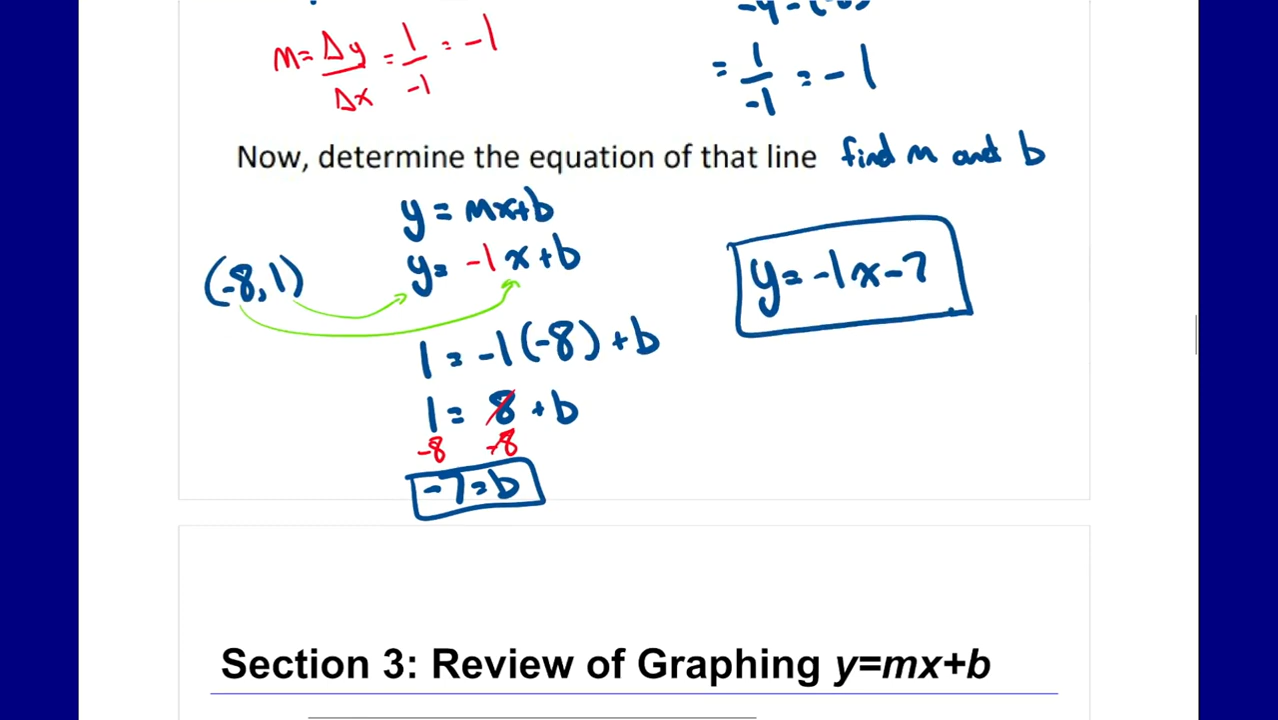 m = Δy/Δx = 1/-1 = -1
= 1/-1 = -1
Now, determine the equation of that line find m and b
y = mx+b
y = -1x+b
(-8,1)
y = -1x-7
1 = -1(-8)+b
1 = 8 + b
-8 -8
-7=b
Section 3: Review of Graphing y=mx+b